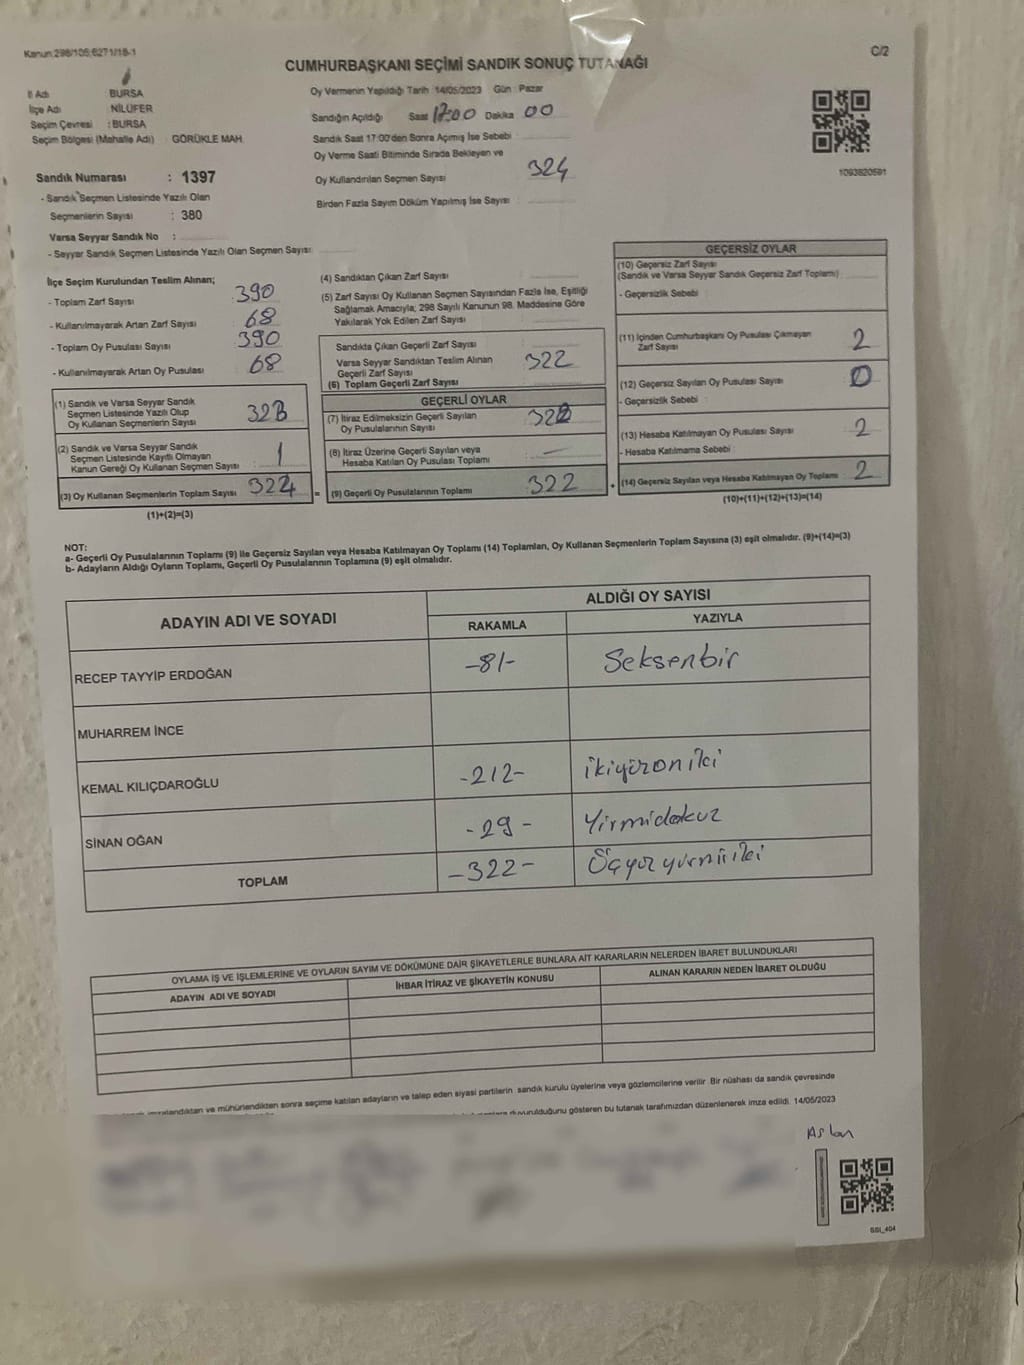 Kanun:298/105;6271/18-1
C/2
CUMHURBAŞKANI SEÇİMİ SANDIK SONUÇ TUTANAĞI
İl Adı : BURSA
İlçe Adı : NİLÜFER
Seçim Çevresi : BURSA
Seçim Bölgesi (Mahalle Adı) : GÖRÜKLE MAH.
Sandık Numarası : 1397
- Sandık Seçmen Listesinde Yazılı Olan
Seçmenlerin Sayısı : 380
Varsa Seyyar Sandık No :
- Seyyar Sandık Seçmen Listesinde Yazılı Olan Seçmen Sayısı:
Oy Vermenin Yapıldığı Tarih : 14/05/2023 Gün : Pazar
Sandığın Açıldığı Saat 17:00 Dakika 00
Sandık Saat 17:00'den Sonra Açımış İse Sebebi :
Oy Verme Saati Bitiminde Sırada Bekleyen ve
Oy Kullandırılan Seçmen Sayısı : 324
Birden Fazla Sayım Döküm Yapılmış İse Sayısı :
1093820591
İlçe Seçim Kurulundan Teslim Alınan;
- Toplam Zarf Sayısı : 390
- Kullanılmayarak Artan Zarf Sayısı : 68
- Toplam Oy Pusulası Sayısı : 390
- Kullanılmayarak Artan Oy Pusulası : 68
(1) Sandık ve Varsa Seyyar Sandık
Seçmen Listesinde Yazılı Olup
Oy Kullanan Seçmenlerin Sayısı : 323
(2) Sandık ve Varsa Seyyar Sandık
Seçmen Listesinde Kayıtlı Olmayan
Kanun Gereği Oy Kullanan Seçmen Sayısı : 1
(3) Oy Kullanan Seçmenlerin Toplam Sayısı : 324
(1)+(2)=(3)
(4) Sandıktan Çıkan Zarf Sayısı :
(5) Zarf Sayısı Oy Kullanan Seçmen Sayısından Fazla İse, Eşitliği
Sağlamak Amacıyla; 298 Sayılı Kanunun 98. Maddesine Göre
Yakılarak Yok Edilen Zarf Sayısı :
Sandıkta Çıkan Geçerli Zarf Sayısı :
Varsa Seyyar Sandıktan Teslim Alınan
Geçerli Zarf Sayısı : 322
(6) Toplam Geçerli Zarf Sayısı :
GEÇERLİ OYLAR
(7) İtiraz Edilmeksizin Geçerli Sayılan
Oy Pusulalarının Sayısı : 322
(8) İtiraz Üzerine Geçerli Sayılan veya
Hesaba Katılan Oy Pusulası Toplamı : —
= (9) Geçerli Oy Pusulalarının Toplamı : 322
GEÇERSİZ OYLAR
(10) Geçersiz Zarf Sayısı
(Sandık ve Varsa Seyyar Sandık Geçersiz Zarf Toplamı) :
- Geçersizlik Sebebi :
(11) İçinden Cumhurbaşkanı Oy Pusulası Çıkmayan
Zarf Sayısı : 2
(12) Geçersiz Sayılan Oy Pusulası Sayısı : 0
- Geçersizlik Sebebi :
(13) Hesaba Katılmayan Oy Pusulası Sayısı : 2
- Hesaba Katılmama Sebebi :
+ (14) Geçersiz Sayılan veya Hesaba Katılmayan Oy Toplamı : 2
(10)+(11)+(12)+(13)=(14)
NOT:
a- Geçerli Oy Pusulalarının Toplamı (9) ile Geçersiz Sayılan veya Hesaba Katılmayan Oy Toplamı (14) Toplamları, Oy Kullanan Seçmenlerin Toplam Sayısına (3) eşit olmalıdır. (9)+(14)=(3)
b- Adayların Aldığı Oyların Toplamı, Geçerli Oy Pusulalarının Toplamına (9) eşit olmalıdır.
ADAYIN ADI VE SOYADI
ALDIĞI OY SAYISI
RAKAMLA YAZIYLA
RECEP TAYYİP ERDOĞAN -81- Seksenbir
MUHARREM İNCE
KEMAL KILIÇDAROĞLU -212- ikiyüzoniki
SİNAN OĞAN -29- Yirmidokuz
TOPLAM -322- Üçyüzyirmiiki
OYLAMA İŞ VE İŞLEMLERİNE VE OYLARIN SAYIM VE DÖKÜMÜNE DAİR ŞİKAYETLERLE BUNLARA AİT KARARLARIN NELERDEN İBARET BULUNDUKLARI
ADAYIN ADI VE SOYADI
İHBAR İTİRAZ VE ŞİKAYETİN KONUSU
ALINAN KARARIN NEDEN İBARET OLDUĞU
imzalandıktan ve mühürlendikten sonra seçime katılan adayların ve talep eden siyasi partilerin sandık kurulu üyelerine veya gözlemcilerine verilir. Bir nüshası da sandık çevresinde
duyurulduğunu gösteren bu tutanak tarafımızdan düzenlenerek imza edildi. 14/05/2023
Aslan
SSİ_404